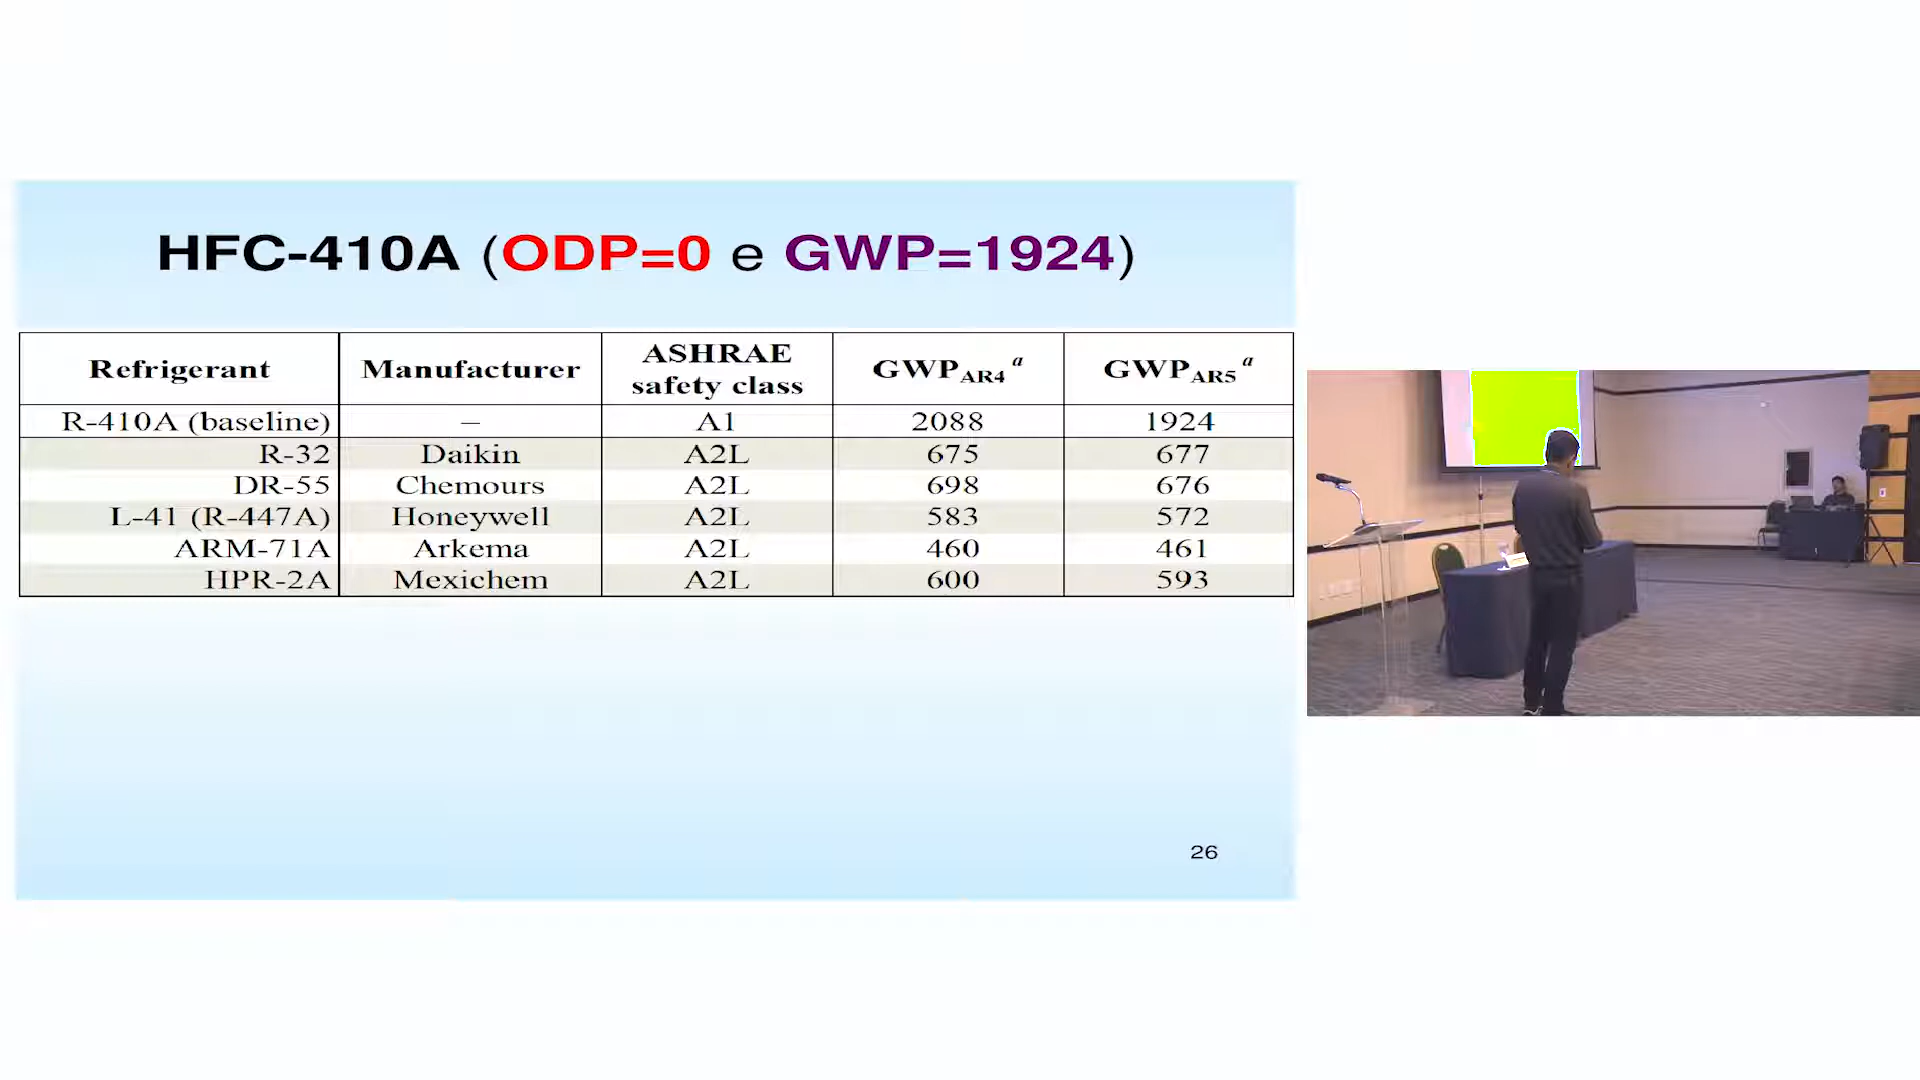 HFC-410A (ODP=0 e GWP=1924)
Refrigerant Manufacturer ASHRAE safety class GWPAR4 a GWPAR5 a
R-410A (baseline) – A1 2088 1924
R-32 Daikin A2L 675 677
DR-55 Chemours A2L 698 676
L-41 (R-447A) Honeywell A2L 583 572
ARM-71A Arkema A2L 460 461
HPR-2A Mexichem A2L 600 593
26